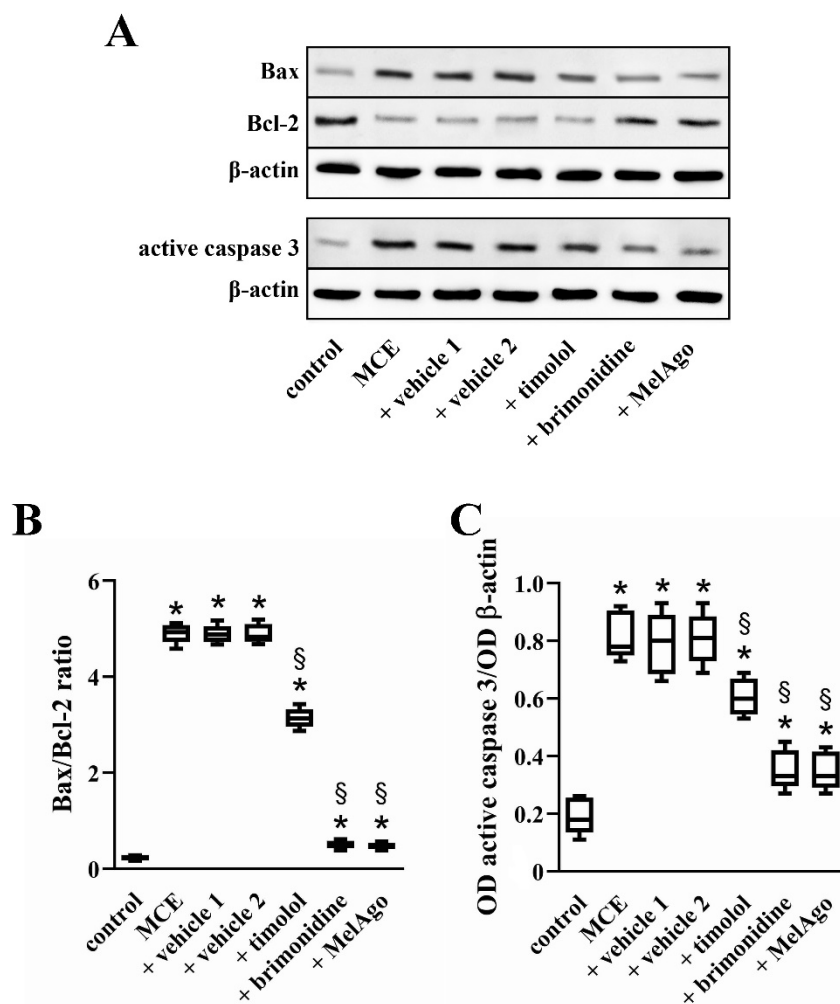 A
Bax
Bcl-2
β-actin
active caspase 3
β-actin
control
MCE
+ vehicle 1
+ vehicle 2
+ timolol
+ brimonidine
+ MelAgo
B
Bax/Bcl-2 ratio
6
4
2
0
* * *
§ *
§ *
§ *
control
MCE
+ vehicle 1
+ vehicle 2
+ timolol
+ brimonidine
+ MelAgo
C
OD active caspase 3/OD β-actin
1.0
0.8
0.6
0.4
0.2
0
* * *
§ *
§ *
§ *
control
MCE
+ vehicle 1
+ vehicle 2
+ timolol
+ brimonidine
+ MelAgo